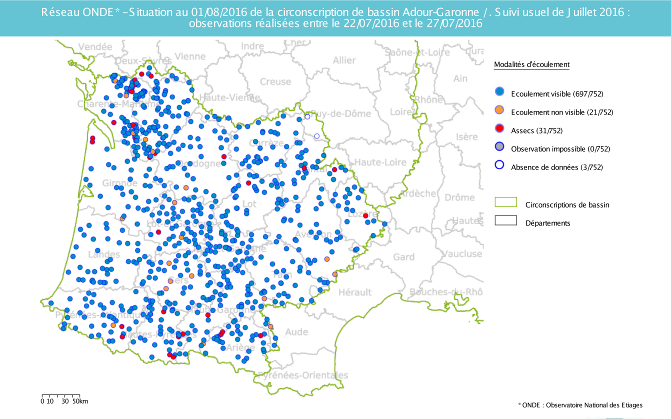 Réseau ONDE* –Situation au 01/08/2016 de la circonscription de bassin Adour-Garonne /. Suivi usuel de Juillet 2016 :
observations réalisées entre le 22/07/2016 et le 27/07/2016
Modalités d'écoulement
Ecoulement visible (697/752)
Ecoulement non visible (21/752)
Assecs (31/752)
Observation impossible (0/752)
Absence de données (3/752)
Circonscriptions de bassin
Départements
Vendée
Deux-Sèvres
Vienne
Indre
Cher
Allier
Saône-et-Loire
Ain
Charente-Maritime
Haute-Vienne
Creuse
Puy-de-Dôme
Loire
Rhône
Isère
Corrèze
Dordogne
Haute-Loire
Gironde
Lot
Lozère
Ardèche
Drôme
Aveyron
Landes
Gard
Vaucluse
Hérault
Bouches-du-Rhô
Aude
Ariège
Pyrénées-Orientales
0 10 30 50km
* ONDE : Observatoire National des Etiages